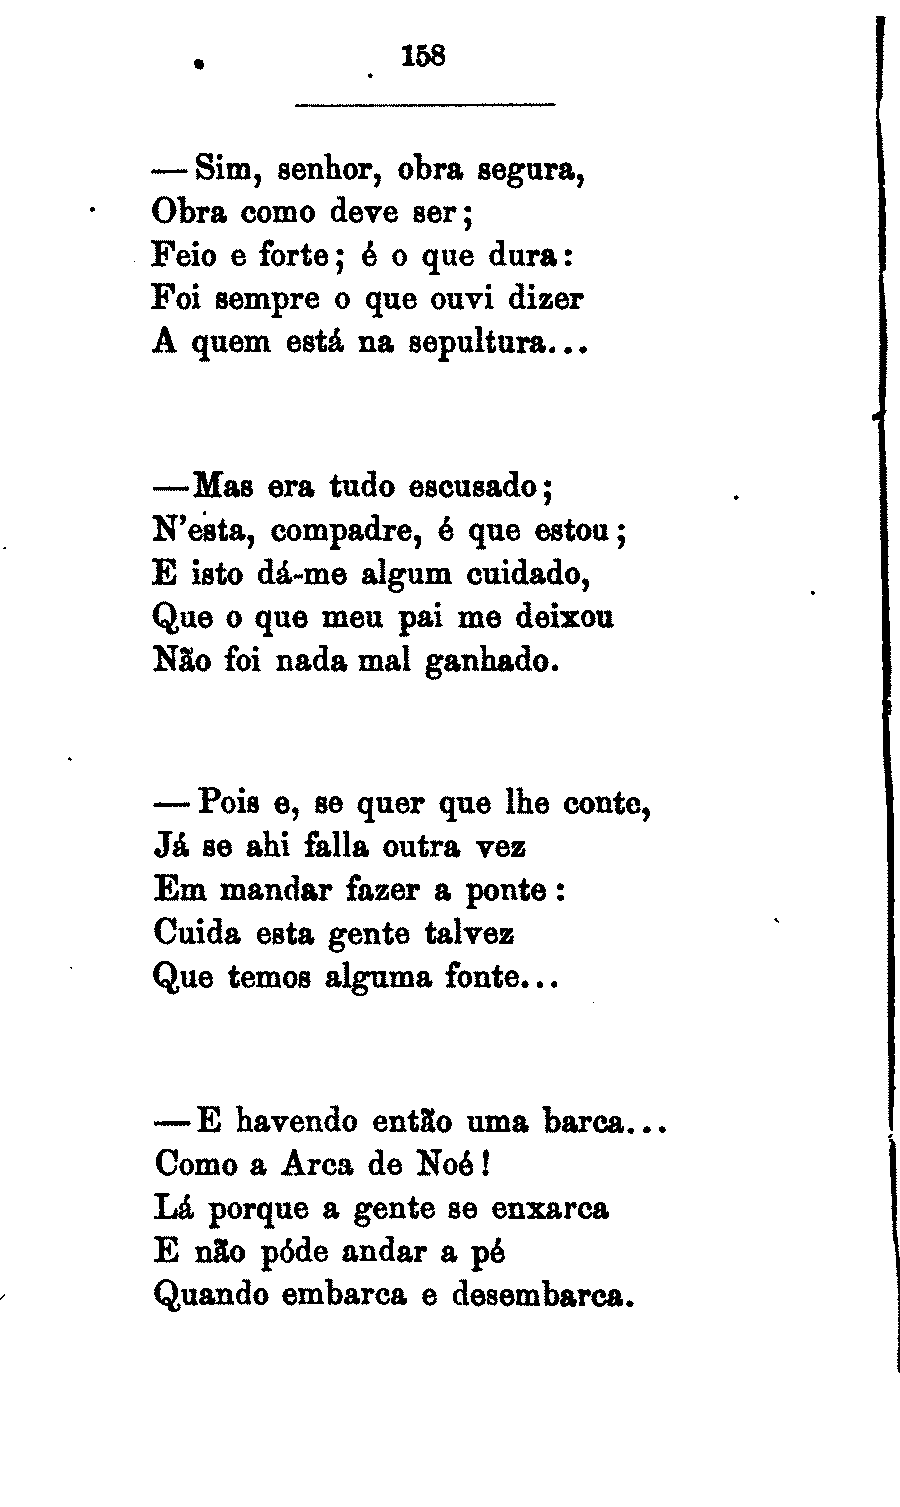 158
— Sim, senhor, obra segura,
Obra como deve ser;
Feio e forte; é o que dura:
Foi sempre o que ouvi dizer
A quem está na sepultura...
—Mas era tudo escusado;
N'esta, compadre, é que estou;
E isto dá-me algum cuidado,
Que o que meu pai me deixou
Não foi nada mal ganhado.
— Pois e, se quer que lhe conte,
Já se ahi falla outra vez
Em mandar fazer a ponte:
Cuida esta gente talvez
Que temos alguma fonte...
—E havendo então uma barca...
Como a Arca de Noé!
Lá porque a gente se enxarca
E não póde andar a pé
Quando embarca e desembarca.